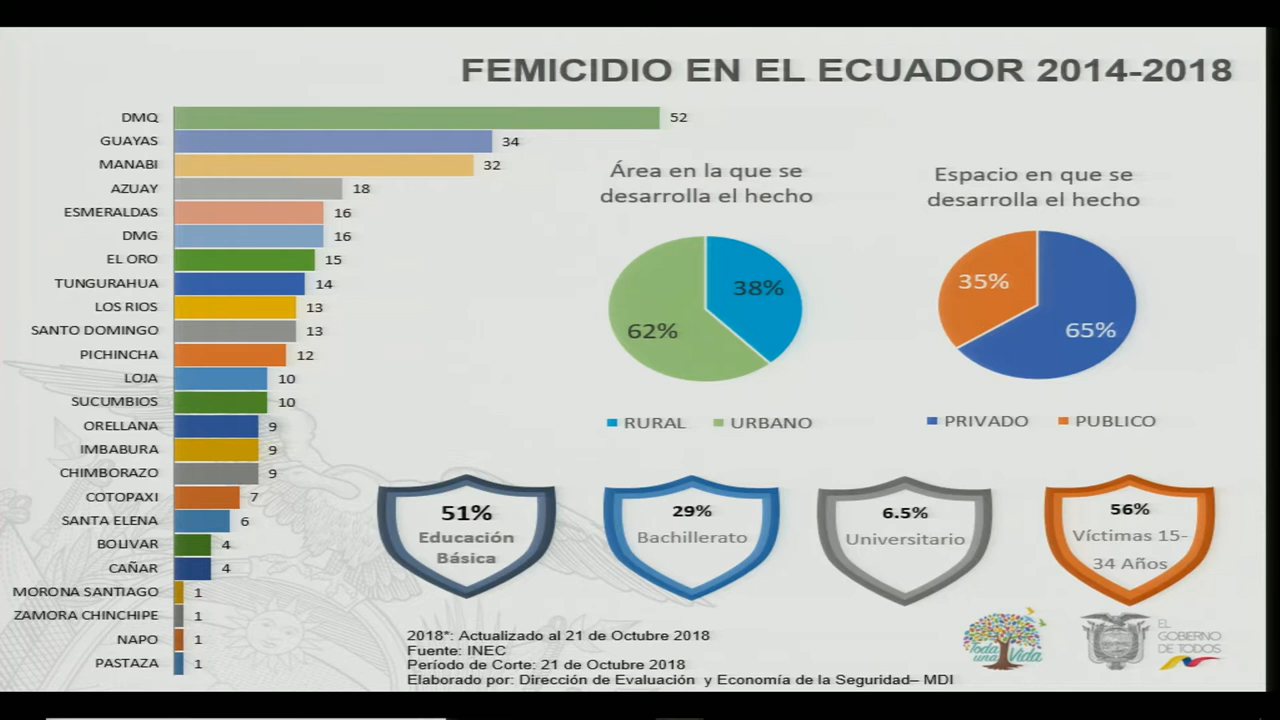 FEMICIDIO EN EL ECUADOR 2014-2018
DMQ 52
GUAYAS 34
MANABI 32
AZUAY 18
ESMERALDAS 16
DMG 16
EL ORO 15
TUNGURAHUA 14
LOS RIOS 13
SANTO DOMINGO 13
PICHINCHA 12
LOJA 10
SUCUMBIOS 10
ORELLANA 9
IMBABURA 9
CHIMBORAZO 9
COTOPAXI 7
SANTA ELENA 6
BOLIVAR 4
CAÑAR 4
MORONA SANTIAGO 1
ZAMORA CHINCHIPE 1
NAPO 1
PASTAZA 1
Área en la que se
desarrolla el hecho
38%
62%
RURAL URBANO
Espacio en que se
desarrolla el hecho
35%
65%
PRIVADO PUBLICO
51%
Educación
Básica
29%
Bachillerato
6.5%
Universitario
56%
Víctimas 15-
34 Años
2018*: Actualizado al 21 de Octubre 2018
Fuente: INEC
Período de Corte: 21 de Octubre 2018
Elaborado por: Dirección de Evaluación y Economía de la Seguridad– MDI
Toda
una Vida
EL
GOBIERNO
DE TODOS